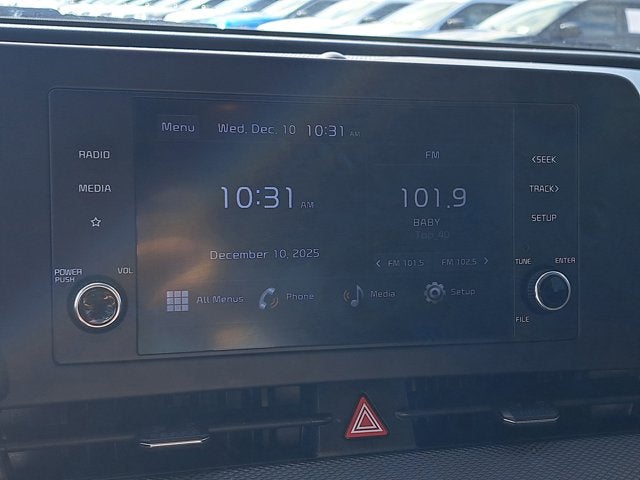 Menu Wed, Dec. 10 10:31 AM
RADIO
MEDIA
☆
POWER PUSH
VOL
10:31 AM
December 10, 2025
FM
101.9
BABY
Top 40
< FM 101.5 FM 102.5 >
All Menus Phone Media Setup
<SEEK
TRACK>
SETUP
TUNE ENTER
FILE